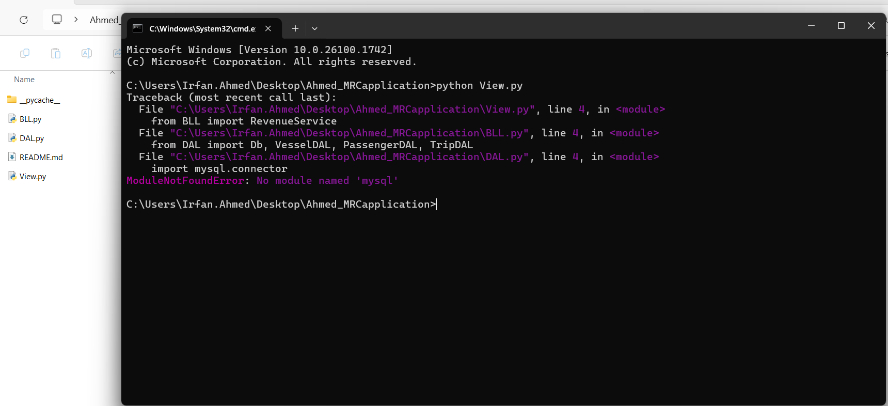 Ahmed_
C:\Windows\System32\cmd.e
Name
__pycache__
BLL.py
DAL.py
README.md
View.py
Microsoft Windows [Version 10.0.26100.1742]
(c) Microsoft Corporation. All rights reserved.
C:\Users\Irfan.Ahmed\Desktop\Ahmed_MRCapplication>python View.py
Traceback (most recent call last):
File "C:\Users\Irfan.Ahmed\Desktop\Ahmed_MRCapplication\View.py", line 4, in <module>
from BLL import RevenueService
File "C:\Users\Irfan.Ahmed\Desktop\Ahmed_MRCapplication\BLL.py", line 4, in <module>
from DAL import Db, VesselDAL, PassengerDAL, TripDAL
File "C:\Users\Irfan.Ahmed\Desktop\Ahmed_MRCapplication\DAL.py", line 4, in <module>
import mysql.connector
ModuleNotFoundError: No module named 'mysql'
C:\Users\Irfan.Ahmed\Desktop\Ahmed_MRCapplication>